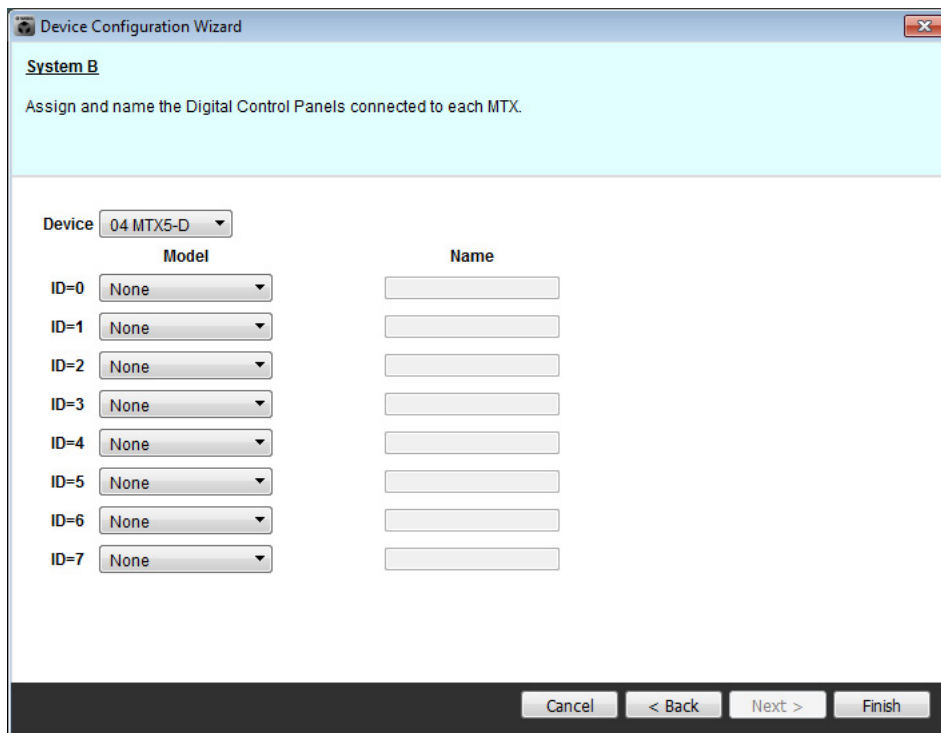 Device Configuration Wizard
System B
Assign and name the Digital Control Panels connected to each MTX.
Device 04 MTX5-D
Model Name
ID=0 None
ID=1 None
ID=2 None
ID=3 None
ID=4 None
ID=5 None
ID=6 None
ID=7 None
Cancel < Back Next > Finish